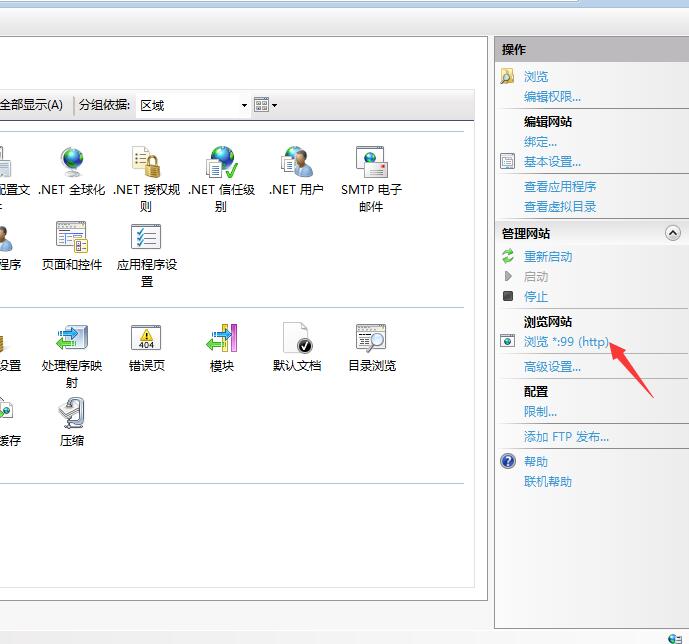 操作
全部显示(A) 分组依据: 区域
浏览
编辑权限...
编辑网站
绑定...
基本设置...
查看应用程序
查看虚拟目录
管理网站
重新启动
启动
停止
浏览网站
浏览 *:99 (http)
高级设置...
配置
限制...
添加 FTP 发布...
帮助
联机帮助
配置文 .NET 全球化 .NET 授权规 .NET 信任级 .NET 用户 SMTP 电子
件 则 别 邮件
程序 页面和控件 应用程序设
置
设置 处理程序映 错误页 模块 默认文档 目录浏览
射
404
缓存 压缩